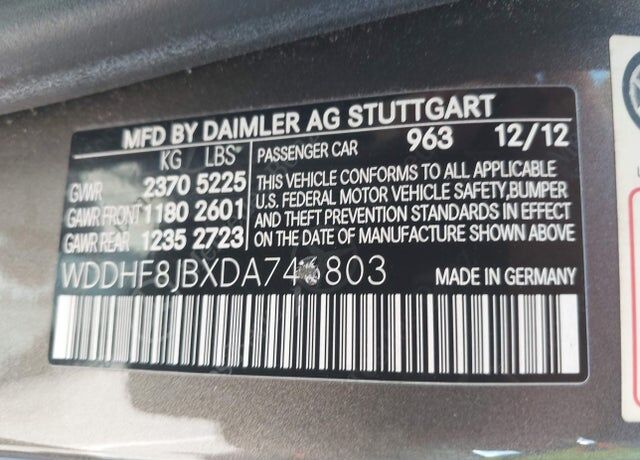 MFD BY DAIMLER AG STUTTGART
KG LBS PASSENGER CAR 963 12/12
GVWR 2370 5225 THIS VEHICLE CONFORMS TO ALL APPLICABLE
GAWR FRONT 1180 2601 U.S. FEDERAL MOTOR VEHICLE SAFETY,BUMPER
GAWR REAR 1235 2723 AND THEFT PREVENTION STANDARDS IN EFFECT
ON THE DATE OF MANUFACTURE SHOWN ABOVE
WDDHF8JBXDA74 803 MADE IN GERMANY